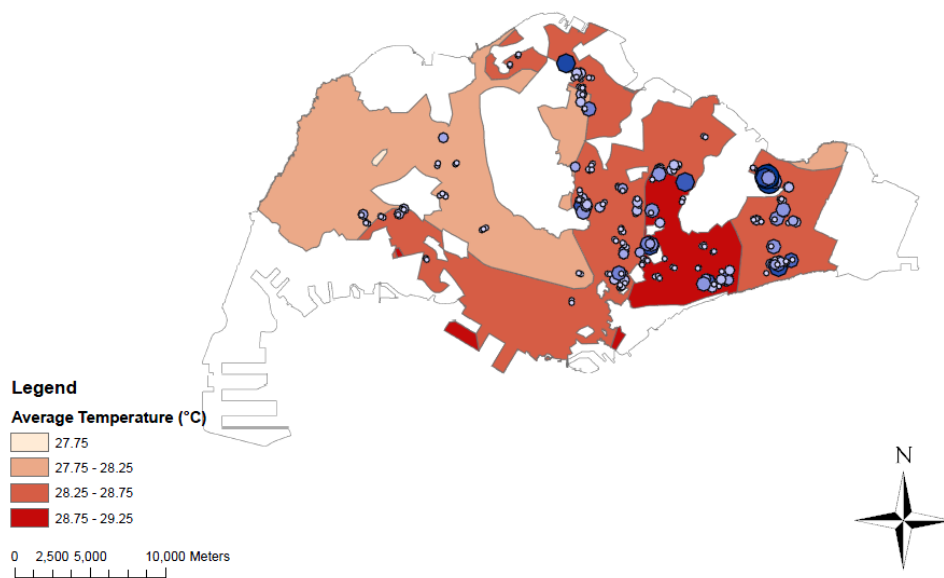 N
Legend
Average Temperature (°C)
27.75
27.75 - 28.25
28.25 - 28.75
28.75 - 29.25
0 2,500 5,000 10,000 Meters